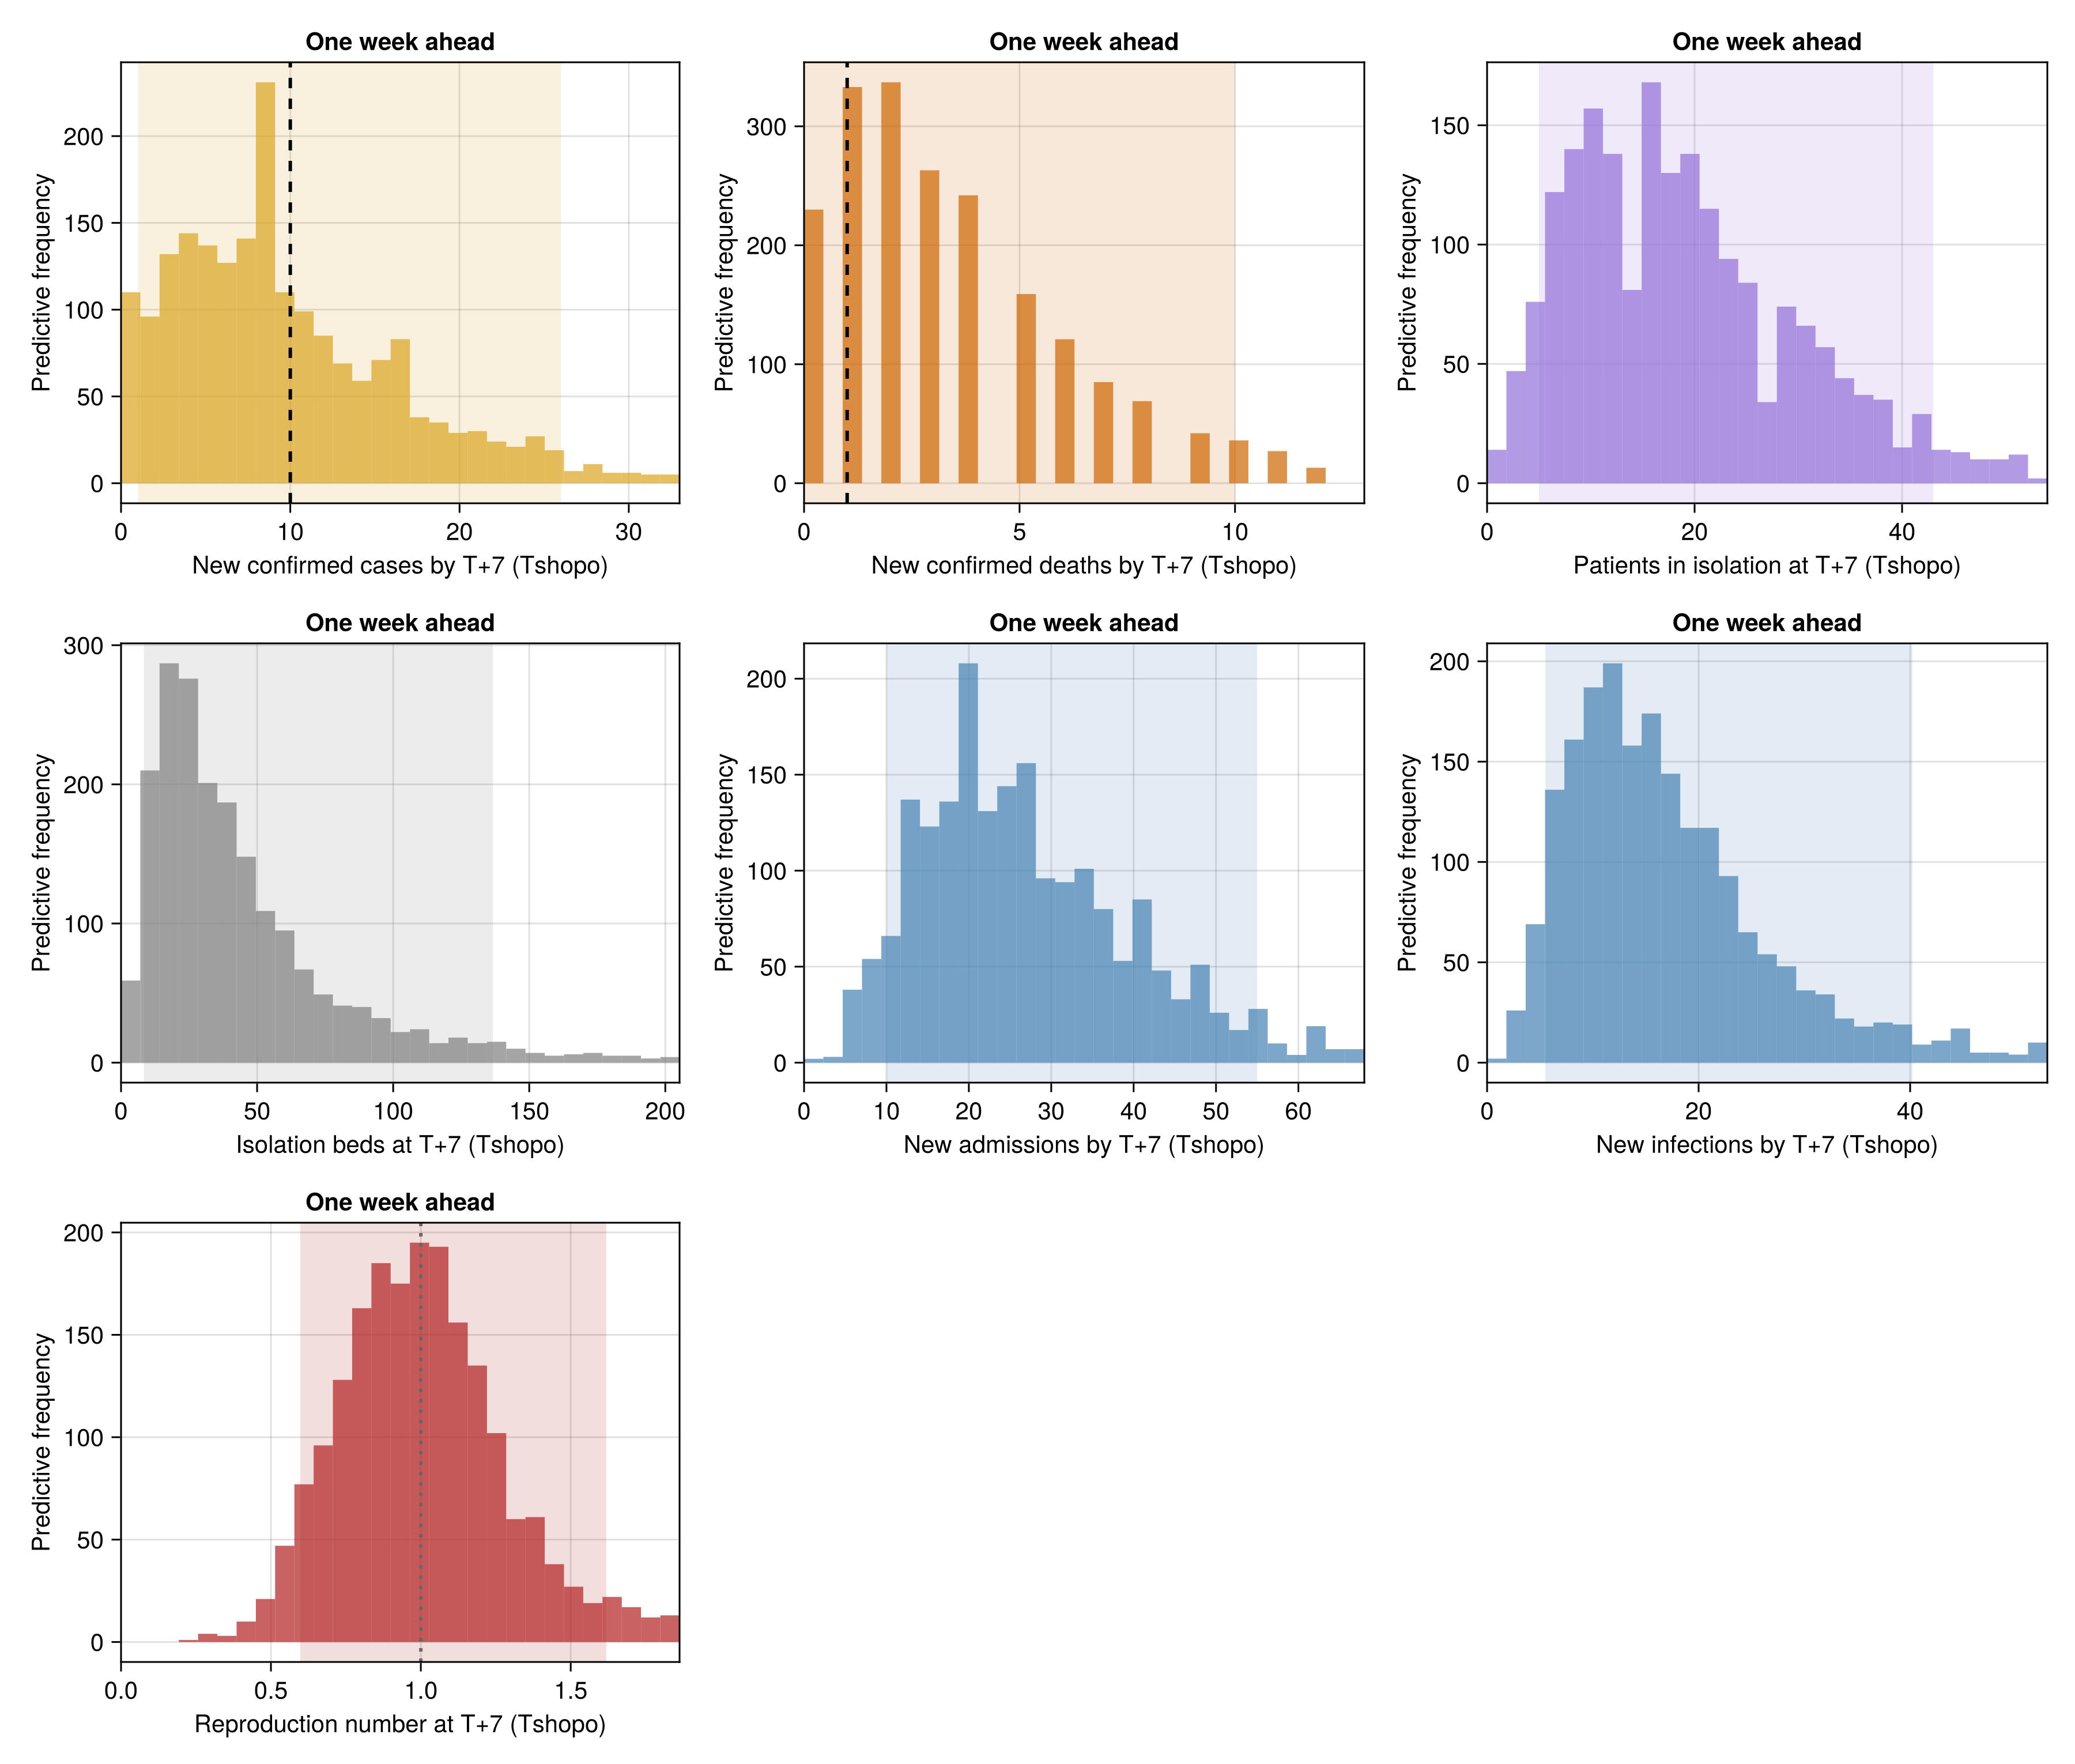 One week ahead
Predictive frequency
200
150
100
50
0
0 10 20 30
New confirmed cases by T+7 (Tshopo)
One week ahead
Predictive frequency
300
200
100
0
0 5 10
New confirmed deaths by T+7 (Tshopo)
One week ahead
Predictive frequency
150
100
50
0
0 20 40
Patients in isolation at T+7 (Tshopo)
One week ahead
Predictive frequency
300
200
100
0
0 50 100 150 200
Isolation beds at T+7 (Tshopo)
One week ahead
Predictive frequency
200
150
100
50
0
0 10 20 30 40 50 60
New admissions by T+7 (Tshopo)
One week ahead
Predictive frequency
200
150
100
50
0
0 20 40
New infections by T+7 (Tshopo)
One week ahead
Predictive frequency
200
150
100
50
0
0.0 0.5 1.0 1.5
Reproduction number at T+7 (Tshopo)